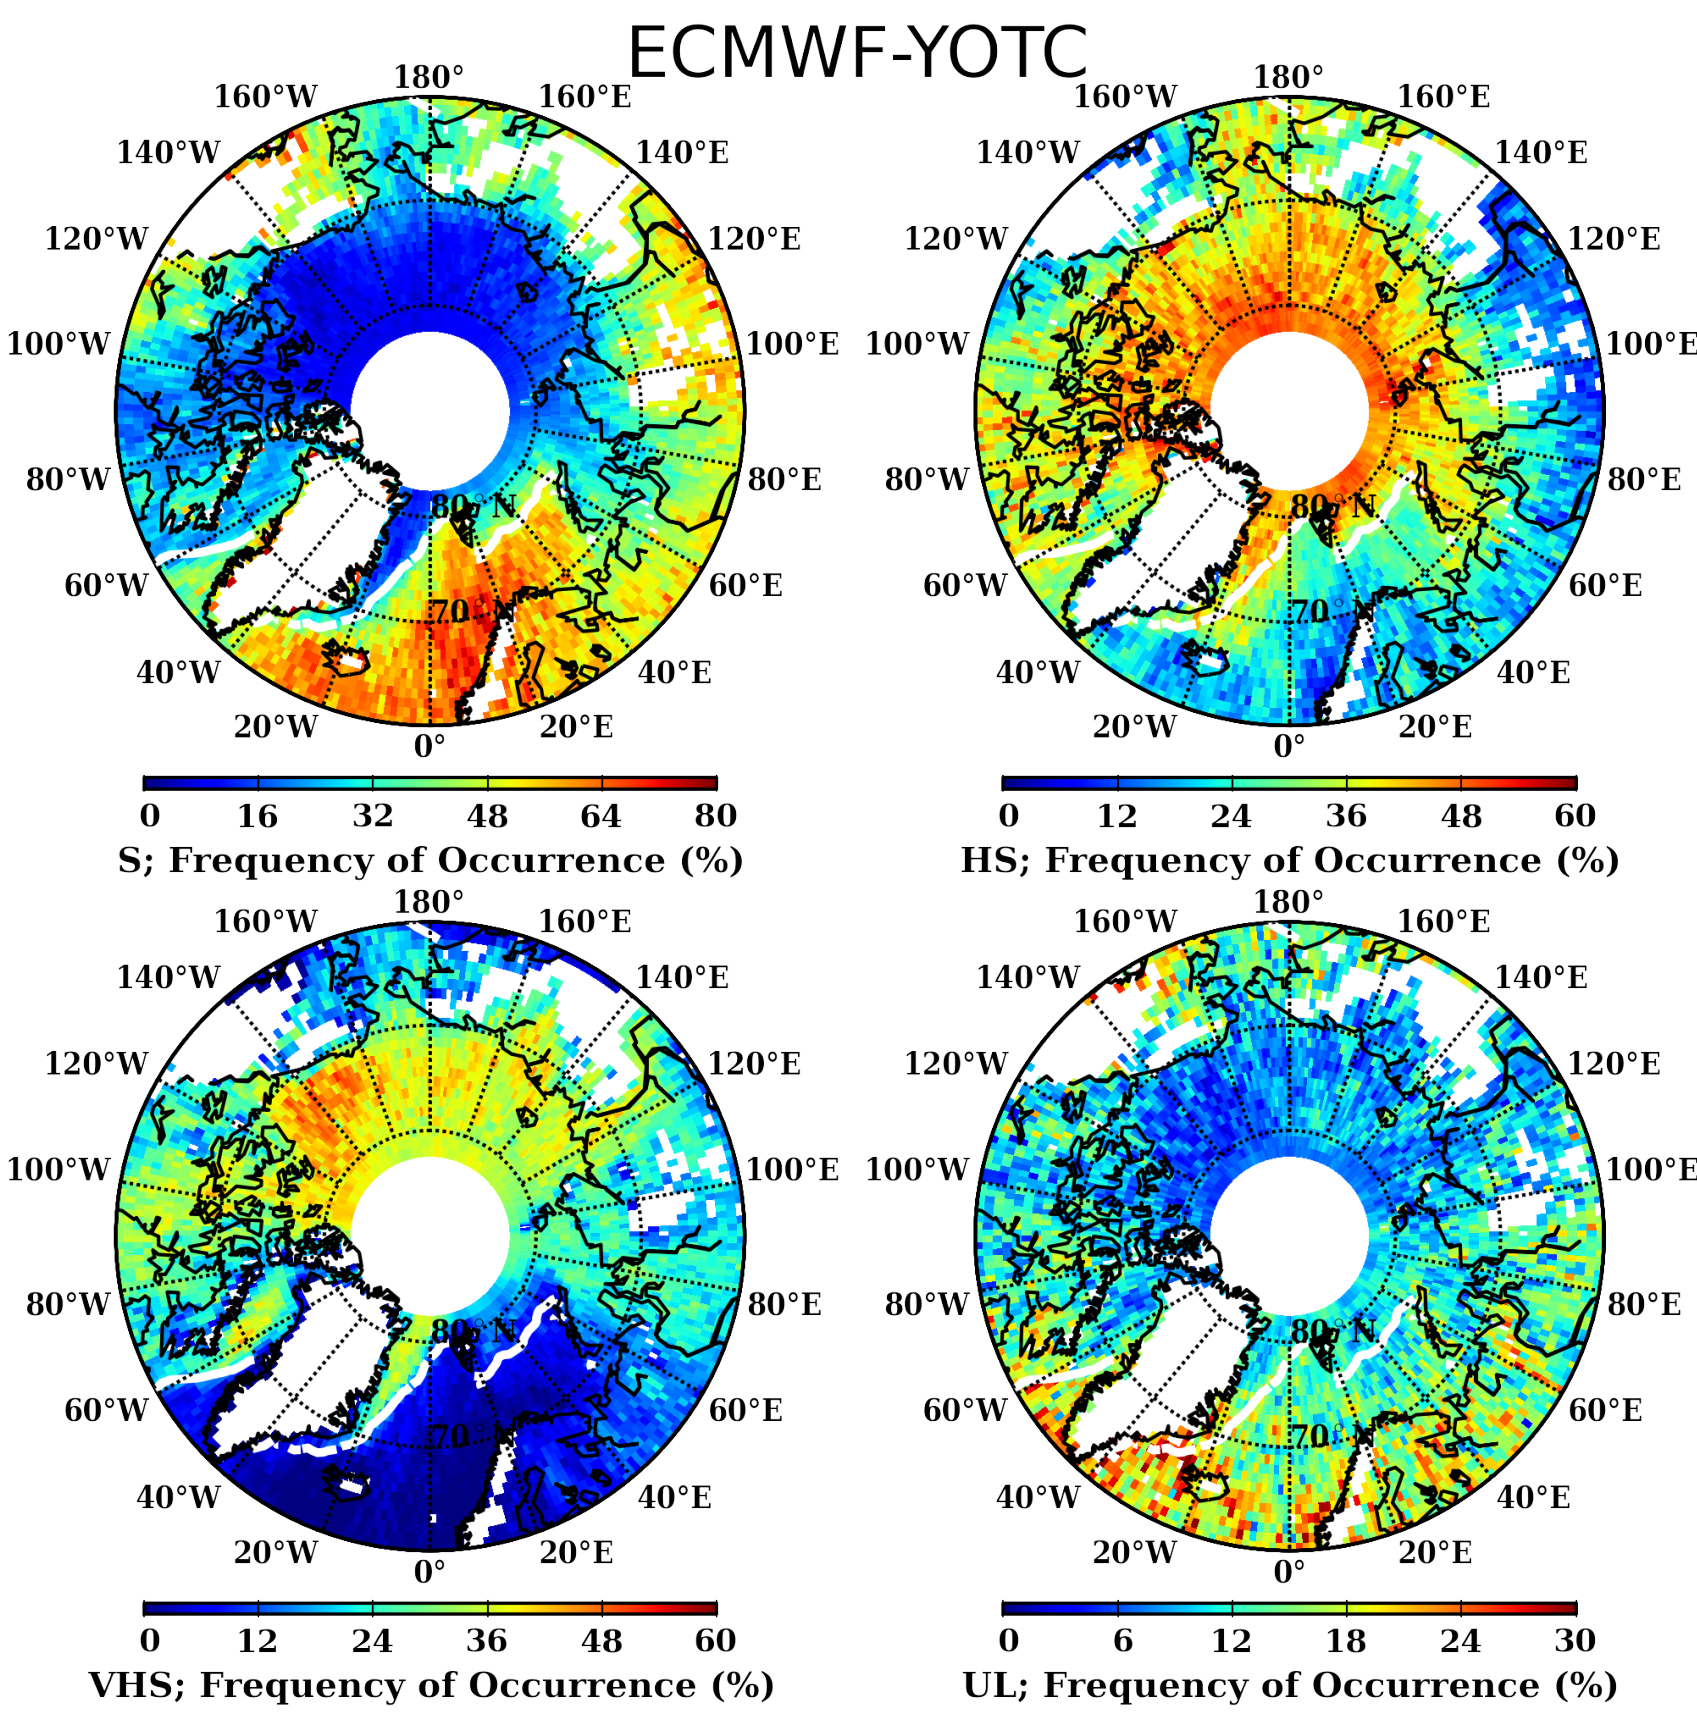 ECMWF-YOTC
180° 180°
160°W 160°E 160°W 160°E
140°W 140°E 140°W 140°E
120°W 120°E 120°W 120°E
100°W 100°E 100°W 100°E
80°W 80°E 80°W 80°E
80°N 80°N
60°W 60°E 60°W 60°E
70°N 70°N
40°W 40°E 40°W 40°E
20°W 20°E 20°W 20°E
0° 0°
0 16 32 48 64 80 0 12 24 36 48 60
S; Frequency of Occurrence (%) HS; Frequency of Occurrence (%)
180° 180°
160°W 160°E 160°W 160°E
140°W 140°E 140°W 140°E
120°W 120°E 120°W 120°E
100°W 100°E 100°W 100°E
80°W 80°E 80°W 80°E
80°N 80°N
60°W 60°E 60°W 60°E
70°N 70°N
40°W 40°E 40°W 40°E
20°W 20°E 20°W 20°E
0° 0°
0 12 24 36 48 60 0 6 12 18 24 30
VHS; Frequency of Occurrence (%) UL; Frequency of Occurrence (%)